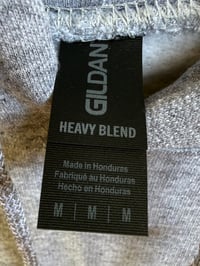 GILDAN
HEAVY BLEND
Made in Honduras
Fabriqué au Honduras
Hecho en Honduras
M | M | M